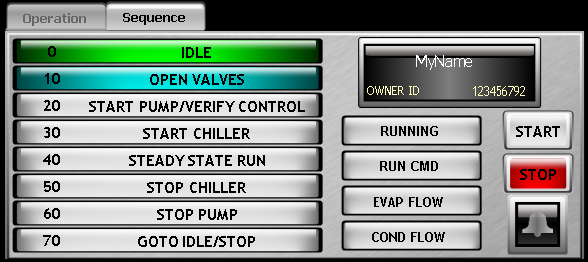 Operation Sequence
0 IDLE
10 OPEN VALVES
20 START PUMP/VERIFY CONTROL
30 START CHILLER
40 STEADY STATE RUN
50 STOP CHILLER
60 STOP PUMP
70 GOTO IDLE/STOP
MyName
OWNER ID 123456792
RUNNING
RUN CMD
EVAP FLOW
COND FLOW
START
STOP